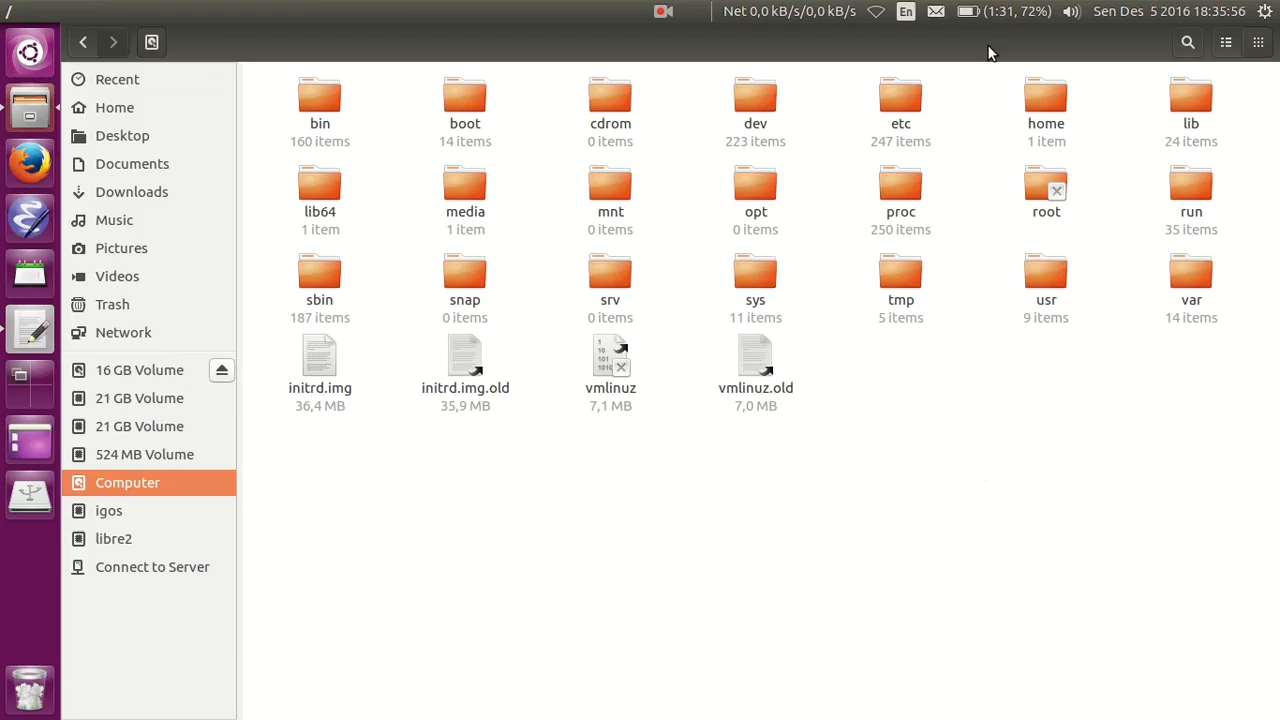 /
Net 0,0 kB/s/0,0 kB/s En (1:31, 72%) Sen Des 5 2016 18:35:56
Recent
Home
Desktop
Documents
Downloads
Music
Pictures
Videos
Trash
Network
16 GB Volume
21 GB Volume
21 GB Volume
524 MB Volume
Computer
igos
libre2
Connect to Server
bin boot cdrom dev etc home lib
160 items 14 items 0 items 223 items 247 items 1 item 24 items
lib64 media mnt opt proc root run
1 item 1 item 0 items 0 items 250 items 35 items
sbin snap srv sys tmp usr var
187 items 0 items 0 items 11 items 5 items 9 items 14 items
1
10
101
1010
initrd.img initrd.img.old vmlinuz vmlinuz.old
36,4 MB 35,9 MB 7,1 MB 7,0 MB